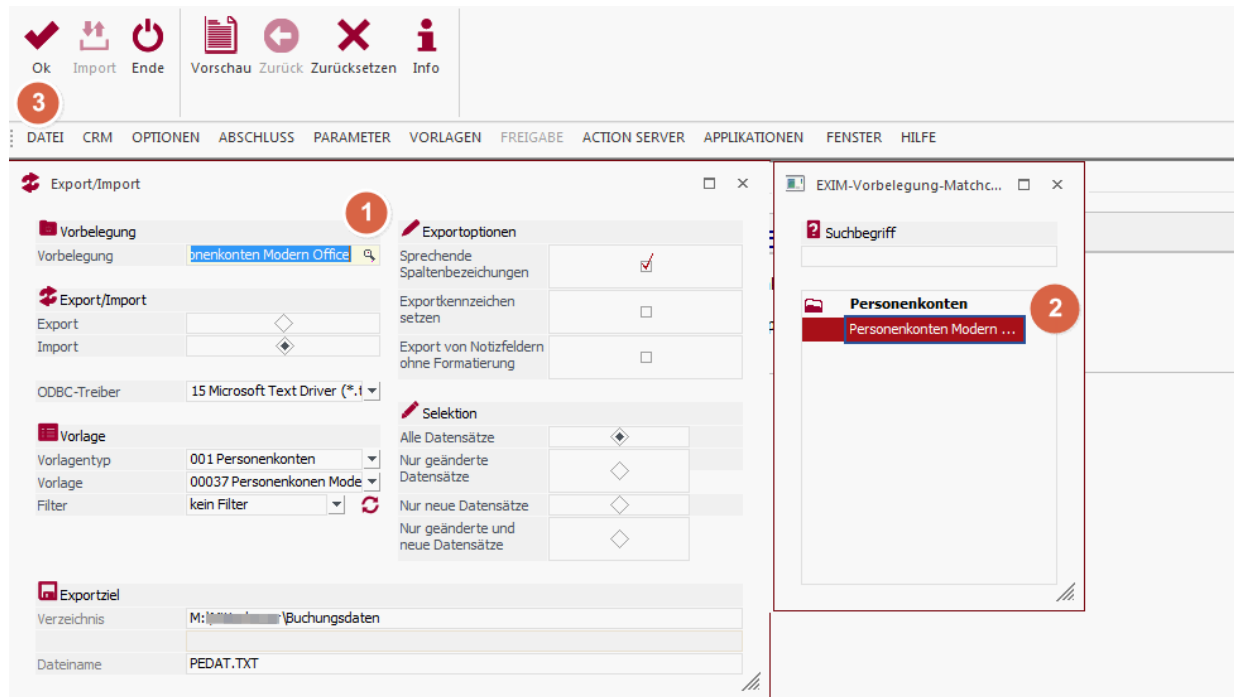 Ok Import Ende Vorschau Zurück Zurücksetzen Info
3
DATEI CRM OPTIONEN ABSCHLUSS PARAMETER VORLAGEN FREIGABE ACTION SERVER APPLIKATIONEN FENSTER HILFE
Export/Import
1
Vorbelegung
Vorbelegung onenkonten Modern Office
Export/Import
Export
Import
ODBC-Treiber 15 Microsoft Text Driver (*.t
Vorlage
Vorlagentyp 001 Personenkonten
Vorlage 00037 Personenkonen Mode
Filter kein Filter
Exportoptionen
Sprechende
Spaltenbezeichungen
Exportkennzeichen
setzen
Export von Notizfeldern
ohne Formatierung
Selektion
Alle Datensätze
Nur geänderte
Datensätze
Nur neue Datensätze
Nur geänderte und
neue Datensätze
Exportziel
Verzeichnis M:\ \Buchungsdaten
Dateiname PEDAT.TXT
EXIM-Vorbelegung-Matchc...
Suchbegriff
Personenkonten
2
Personenkonten Modern ...